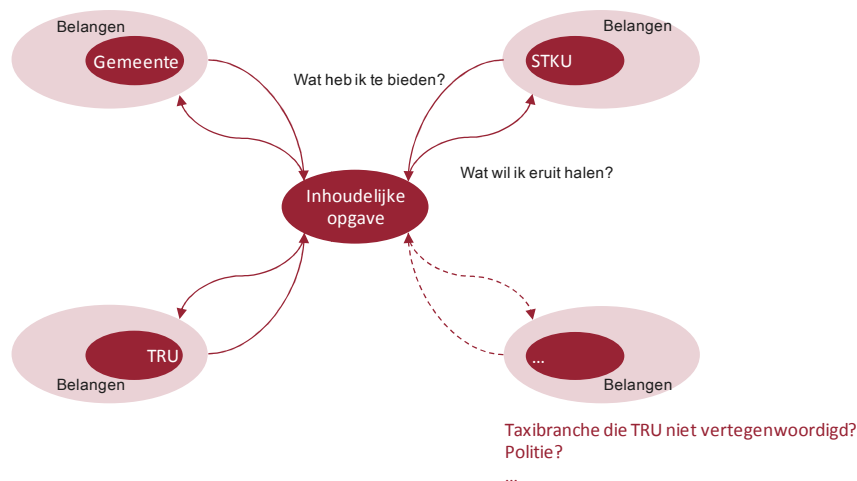 Belangen
Gemeente
Belangen
STKU
Wat heb ik te bieden?
Wat wil ik eruit halen?
Inhoudelijke
opgave
TRU
Belangen
...
Belangen
Taxibranche die TRU niet vertegenwoordigd?
Politie?
...